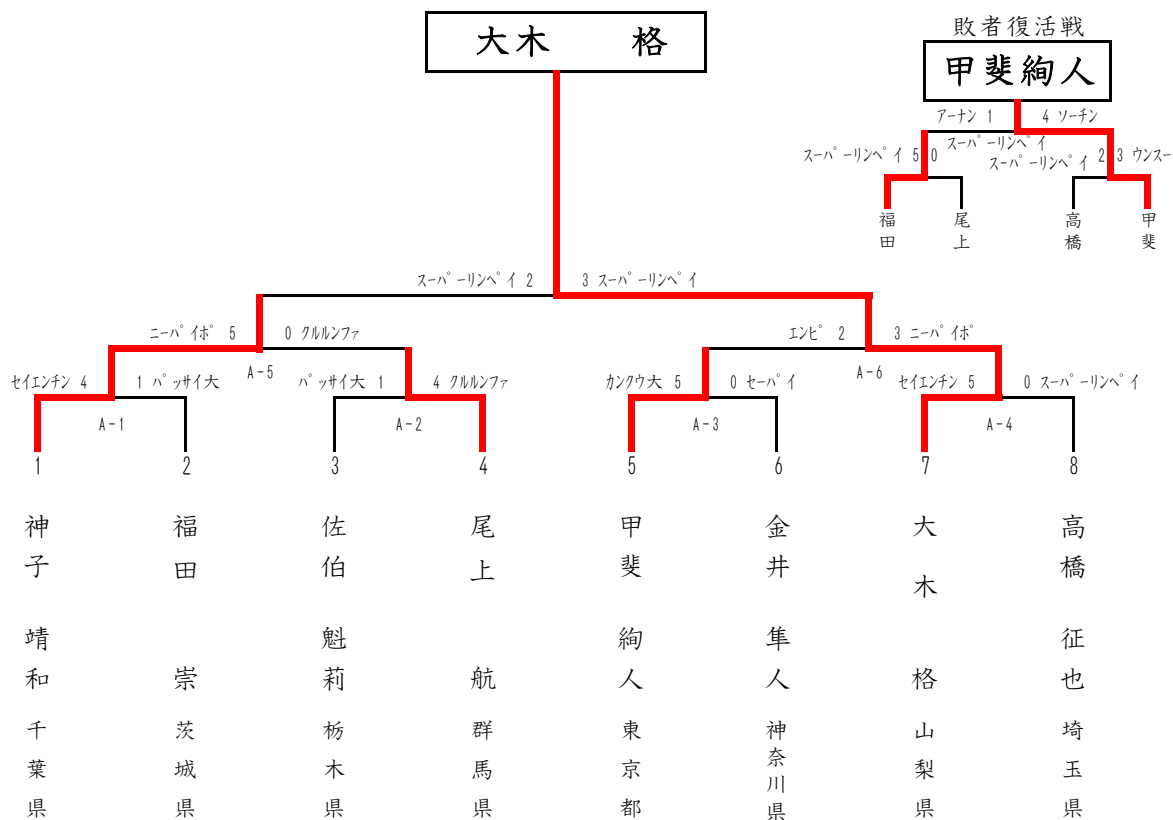 大木 格
敗者復活戦
甲斐絢人
アーナン 1 4 ソーチン
スーパーリンペイ 5 0 スーパーリンペイ
スーパーリンペイ 2 3 ウンスー
福田
尾上
高橋
甲斐
スーパーリンペイ 2 3 スーパーリンペイ
ニーパイポ 5 0 クルルンファ
エンピ 2 3 ニーパイポ
A-5
A-6
セイエンチン 4 1 パッサイ大
パッサイ大 1 4 クルルンファ
カンクウ大 5 0 セーパイ
セイエンチン 5 0 スーパーリンペイ
A-1
A-2
A-3
A-4
1 2 3 4 5 6 7 8
神子 靖和 千葉県
福田 崇 茨城県
佐伯 魁莉 栃木県
尾上 航 群馬県
甲斐 絢人 東京都
金井 隼人 神奈川県
大木 格 山梨県
高橋 征也 埼玉県